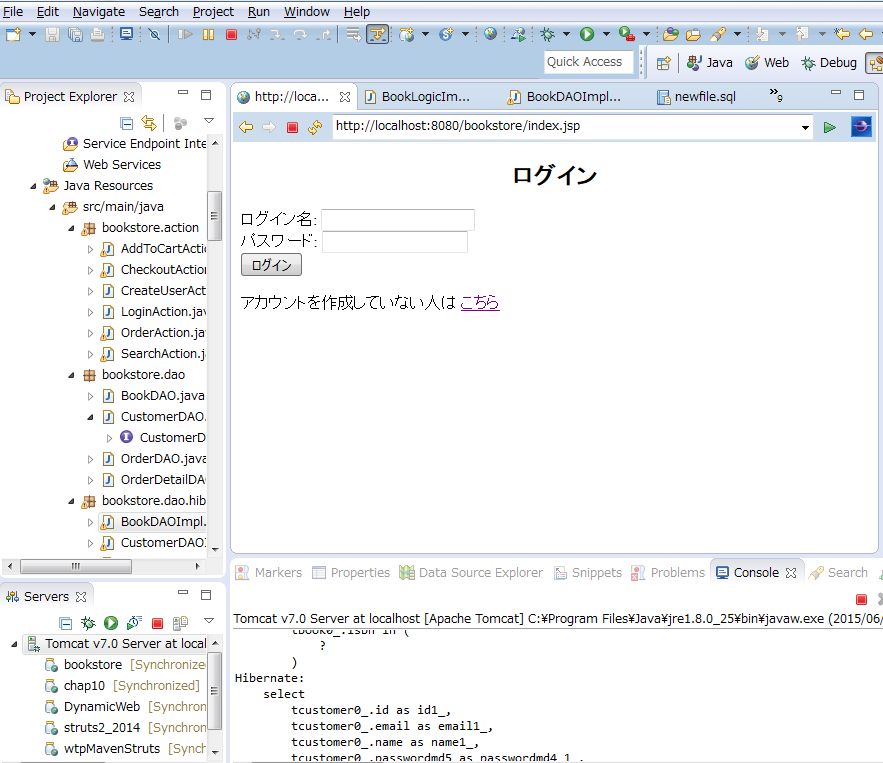 File Edit Navigate Search Project Run Window Help
Quick Access
Java Web Debug
Project Explorer
Service Endpoint Inte
Web Services
Java Resources
src/main/java
bookstore.action
AddToCartActi
CheckoutAction
CreateUserAct
LoginAction.jav
OrderAction.ja
SearchAction.j
bookstore.dao
BookDAO.java
CustomerDAO.
CustomerD
OrderDAO.java
OrderDetailDA
bookstore.dao.hib
BookDAOImpl.
CustomerDAOI
http://loca... BookLogicIm... BookDAOImpl... newfile.sql »9
http://localhost:8080/bookstore/index.jsp
ログイン
ログイン名:
パスワード:
ログイン
アカウントを作成していない人は こちら
Servers
Tomcat v7.0 Server at local
bookstore [Synchronize
chap10 [Synchronized]
DynamicWeb [Synchron
struts2_2014 [Synchron
wtpMavenStruts [Synch
Markers Properties Data Source Explorer Snippets Problems Console Search
Tomcat v7.0 Server at localhost [Apache Tomcat] C:¥Program Files¥Java¥jre1.8.0_25¥bin¥javaw.exe (2015/06/
tbook0_.isbn in (
?
)
Hibernate:
select
tcustomer0_.id as id1_,
tcustomer0_.email as email1_,
tcustomer0_.name as name1_,
tcustomer0_.passwordmd5 as passwordmd4_1_,